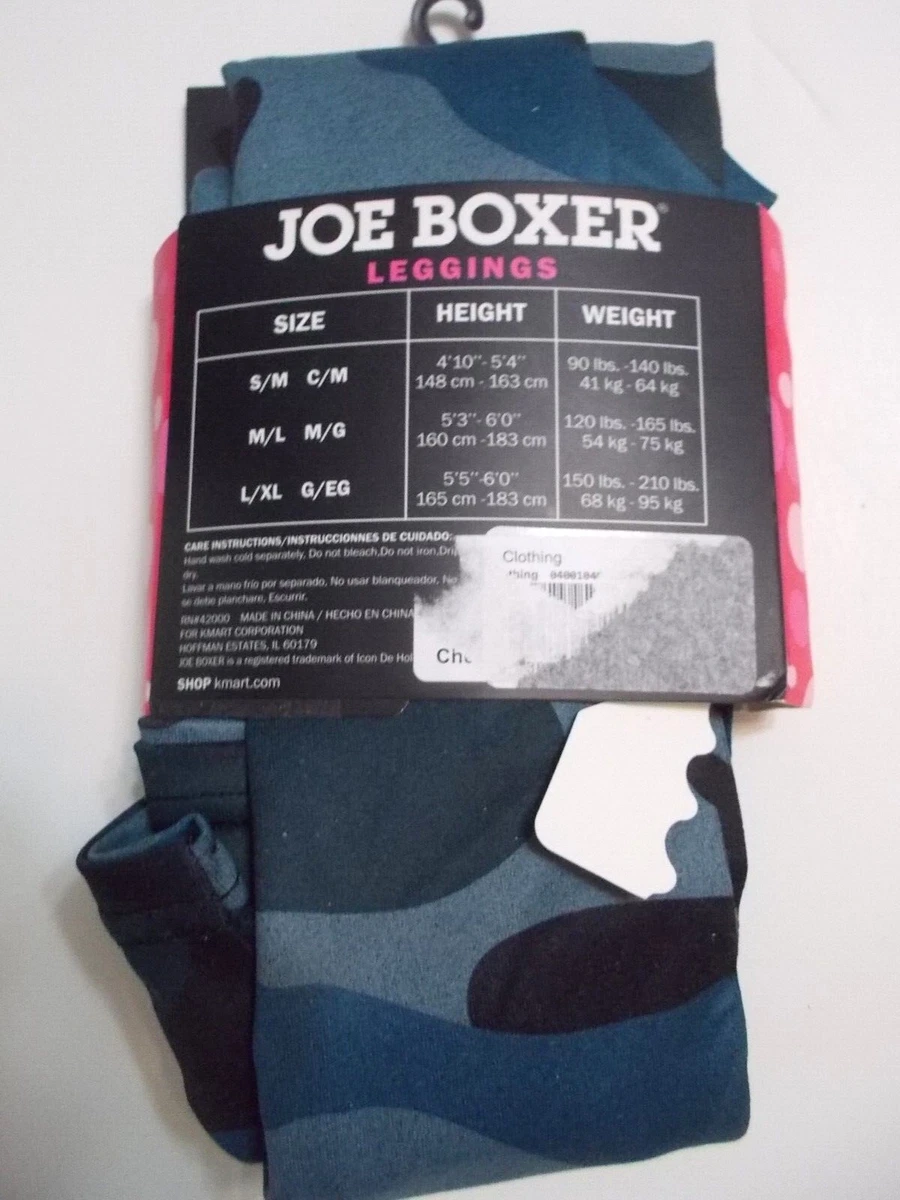 JOE BOXER®
LEGGINGS
SIZE HEIGHT WEIGHT
S/M C/M 4'10"- 5'4" 90 lbs. -140 lbs.
148 cm - 163 cm 41 kg - 64 kg
M/L M/G 5'3"- 6'0" 120 lbs. -165 lbs.
160 cm -183 cm 54 kg - 75 kg
L/XL G/EG 5'5"-6'0" 150 lbs. - 210 lbs.
165 cm -183 cm 68 kg - 95 kg
CARE INSTRUCTIONS/INSTRUCCIONNES DE CUIDADO:
Hand wash cold separately, Do not bleach,Do not iron,Drip
dry.
Lavar a mano frío por separado, No usar blanqueador, No
se debe planchare, Escurrir.
RN#42000 MADE IN CHINA / HECHO EN CHINA
FOR KMART CORPORATION
HOFFMAN ESTATES, IL 60179
JOE BOXER is a registered trademark of Icon De Hol
SHOP kmart.com
Clothing